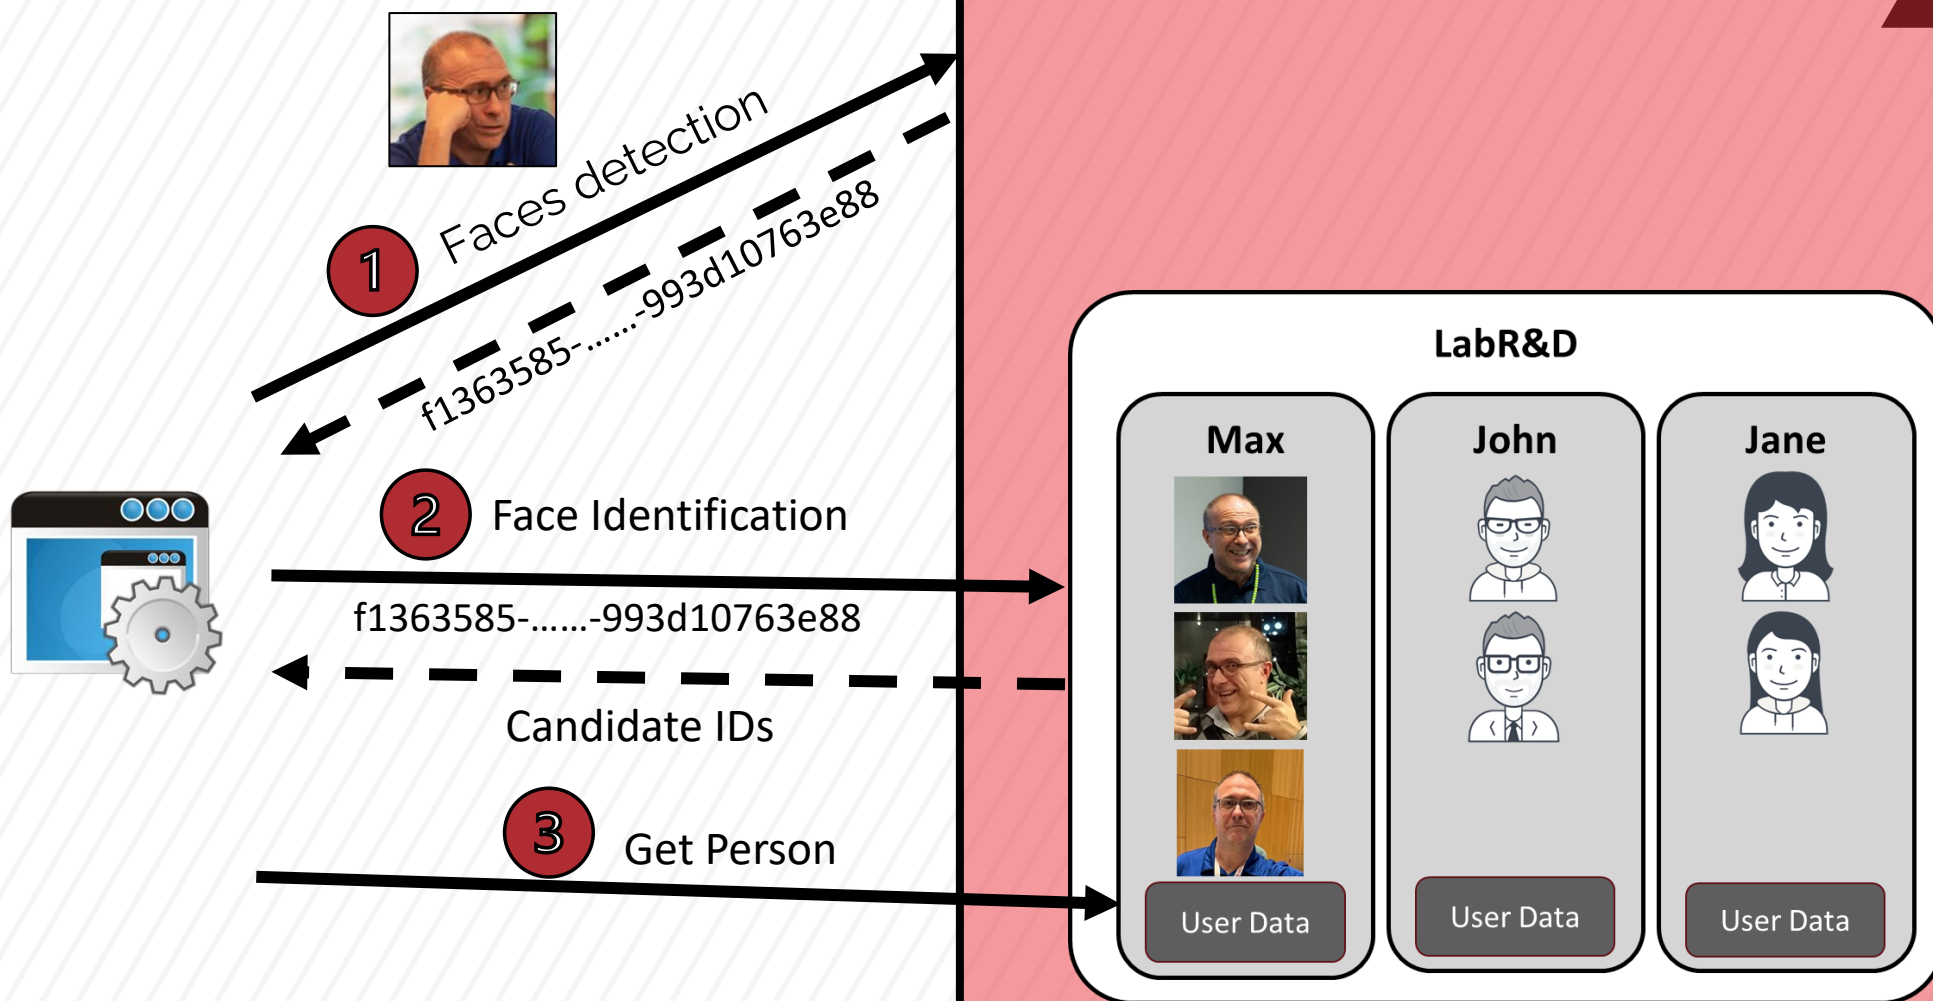 1
Faces detection
f1363585-......-993d10763e88
2
Face Identification
f1363585-......-993d10763e88
Candidate IDs
3
Get Person
LabR&D
Max
John
Jane
User Data
User Data
User Data